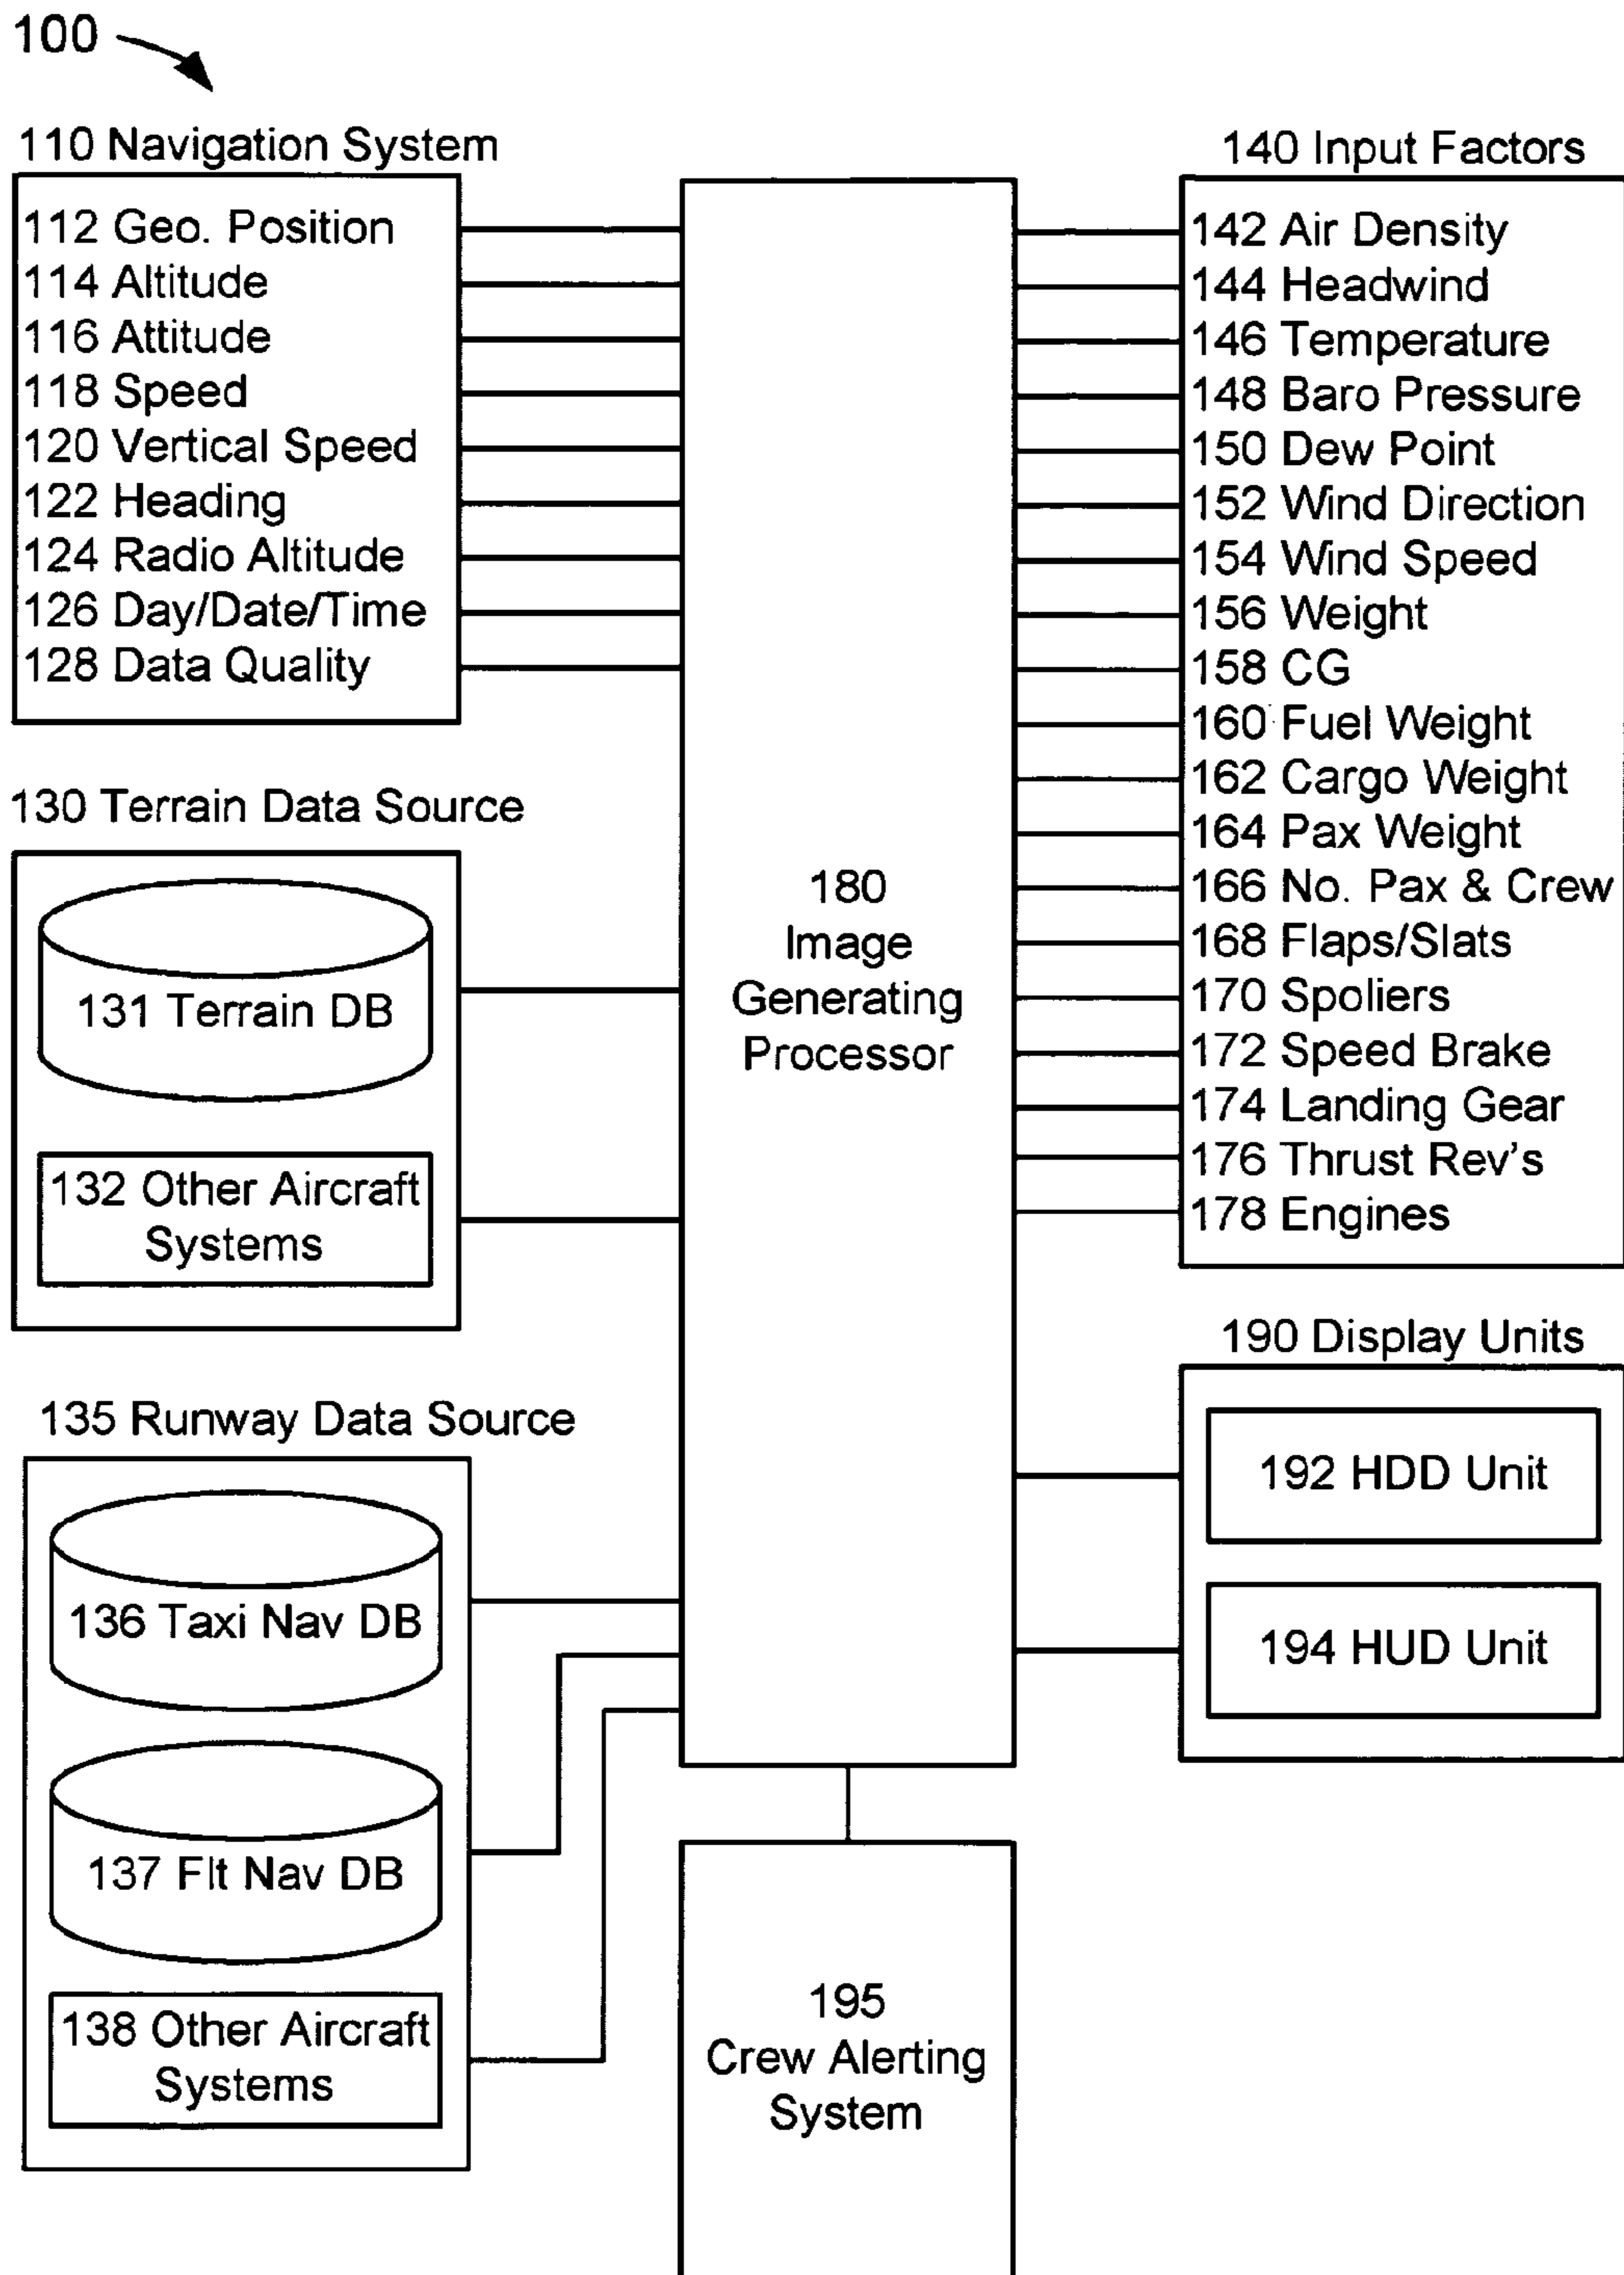 100
110 Navigation System
112 Geo. Position
114 Altitude
116 Attitude
118 Speed
120 Vertical Speed
122 Heading
124 Radio Altitude
126 Day/Date/Time
128 Data Quality
130 Terrain Data Source
131 Terrain DB
132 Other Aircraft
Systems
135 Runway Data Source
136 Taxi Nav DB
137 Flt Nav DB
138 Other Aircraft
Systems
180
Image
Generating
Processor
195
Crew Alerting
System
140 Input Factors
142 Air Density
144 Headwind
146 Temperature
148 Baro Pressure
150 Dew Point
152 Wind Direction
154 Wind Speed
156 Weight
158 CG
160 Fuel Weight
162 Cargo Weight
164 Pax Weight
166 No. Pax & Crew
168 Flaps/Slats
170 Spoliers
172 Speed Brake
174 Landing Gear
176 Thrust Rev's
178 Engines
190 Display Units
192 HDD Unit
194 HUD Unit